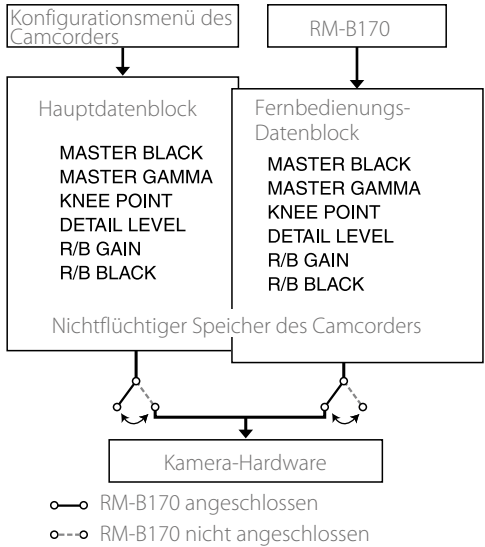 Konfigurationsmenü des
Camcorders
RM-B170
Hauptdatenblock
MASTER BLACK
MASTER GAMMA
KNEE POINT
DETAIL LEVEL
R/B GAIN
R/B BLACK
Fernbedienungs-
Datenblock
MASTER BLACK
MASTER GAMMA
KNEE POINT
DETAIL LEVEL
R/B GAIN
R/B BLACK
Nichtflüchtiger Speicher des Camcorders
Kamera-Hardware
RM-B170 angeschlossen
RM-B170 nicht angeschlossen